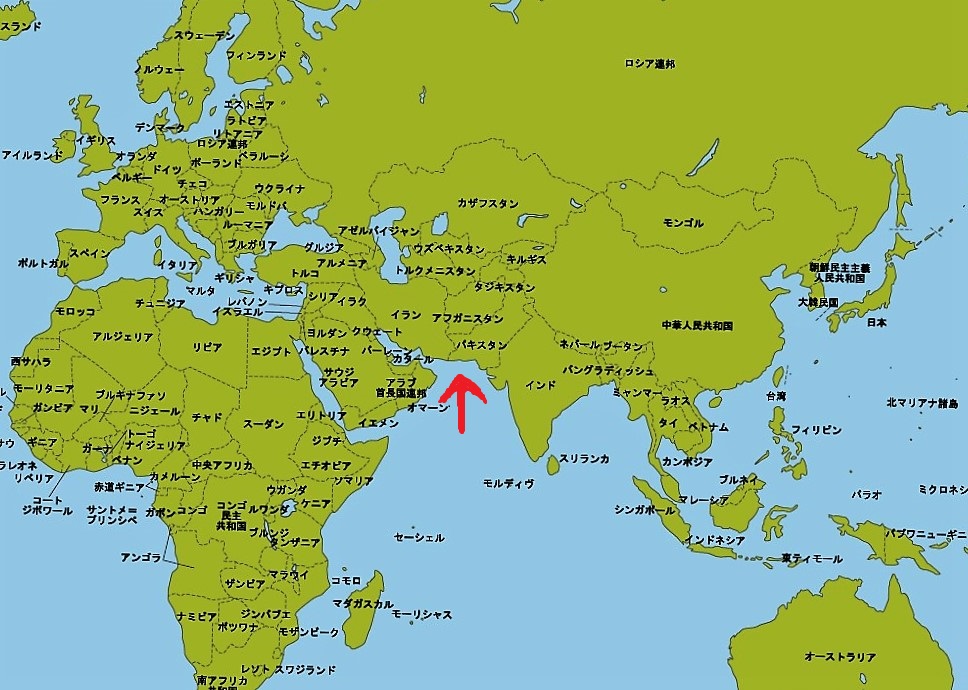 スランド
スウェーデン
フィンランド
ノルウェー
ロシア連邦
エストニア
ラトビア
リトアニア
ロシア連邦
デンマーク
イギリス
アイルランド
オランダ
ポーランド
ベラルーシ
ドイツ
ベルギー
チェコ
ウクライナ
フランス
オーストリア
モルドバ
スイス
ハンガリー
ルーマニア
カザフスタン
モンゴル
スペイン
ポルトガル
イタリア
ブルガリア
グルジア
アゼルバイジャン
ウズベキスタン
キルギス
アルメニア
トルクメニスタン
タジキスタン
トルコ
ギリシャ
マルタ
キプロス
チュニジア
レバノン
イスラエル
シリア
イラク
朝鮮民主主義
人民共和国
大韓民国
日本
モロッコ
アルジェリア
リビア
エジプト
ヨルダン
クウェート
イラン
アフガニスタン
中華人民共和国
パレスチナ
バーレーン
カタール
パキスタン
ネパール
ブータン
西サハラ
サウジ
アラビア
アラブ
首長国連邦
オマーン
インド
バングラディッシュ
ミャンマー
ラオス
台湾
北マリアナ諸島
モーリタニア
ガンビア
マリ
ブルキナファソ
ニジェール
チャド
スーダン
エリトリア
イエメン
タイ
ベトナム
フィリピン
サウ
ギニア
ガーナ
トーゴ
ナイジェリア
ベナン
ジブチ
ラレオネ
リベリア
カメルーン
中央アフリカ
エチオピア
ソマリア
スリランカ
カンボジア
モルディヴ
ブルネイ
マレーシア
パラオ
ミクロネシ
コート
ジボワール
赤道ギニア
サントメ=
プリンシペ
ガボン
コンゴ
コンゴ
民主
共和国
ウガンダ
ルワンダ
ケニア
ブルンジ
タンザニア
シンガポール
インドネシア
東ティモール
パプワニューギニ
セーシェル
アンゴラ
ザンビア
マラウイ
コモロ
マダガスカル
モーリシャス
ナミビア
ジンバブエ
ボツワナ
モザンビーク
レゾト
スワジランド
南アフリカ
共和国
オーストラリア